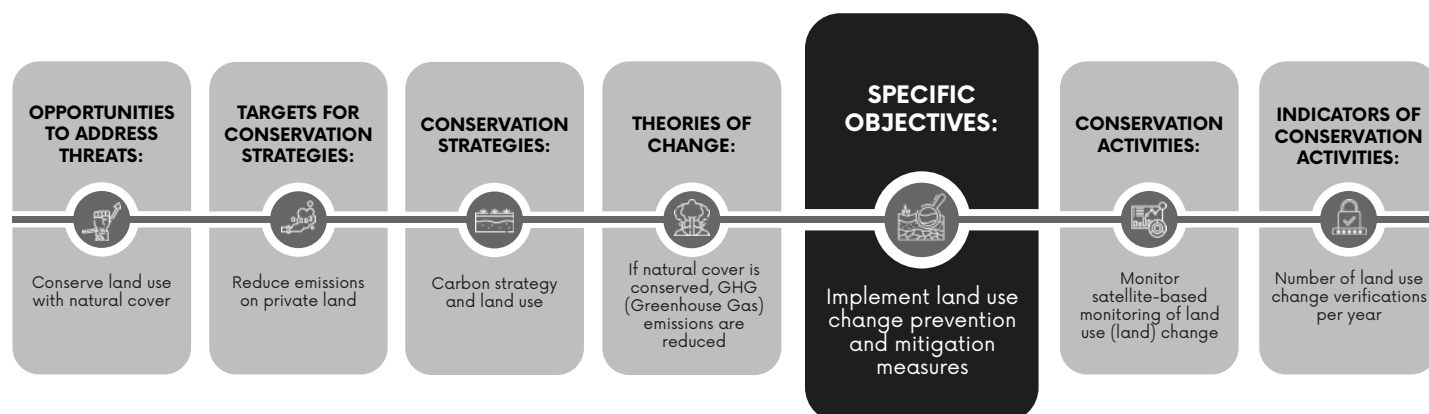 OPPORTUNITIES
TO ADDRESS
THREATS:
Conserve land use
with natural cover
TARGETS FOR
CONSERVATION
STRATEGIES:
Reduce emissions
on private land
CONSERVATION
STRATEGIES:
Carbon strategy
and land use
THEORIES OF
CHANGE:
If natural cover is
conserved, GHG
(Greenhouse Gas)
emissions are
reduced
SPECIFIC
OBJECTIVES:
Implement land use
change prevention
and mitigation
measures
CONSERVATION
ACTIVITIES:
Monitor
satellite-based
monitoring of land
use (land) change
INDICATORS OF
CONSERVATION
ACTIVITIES:
Number of land use
change verifications
per year